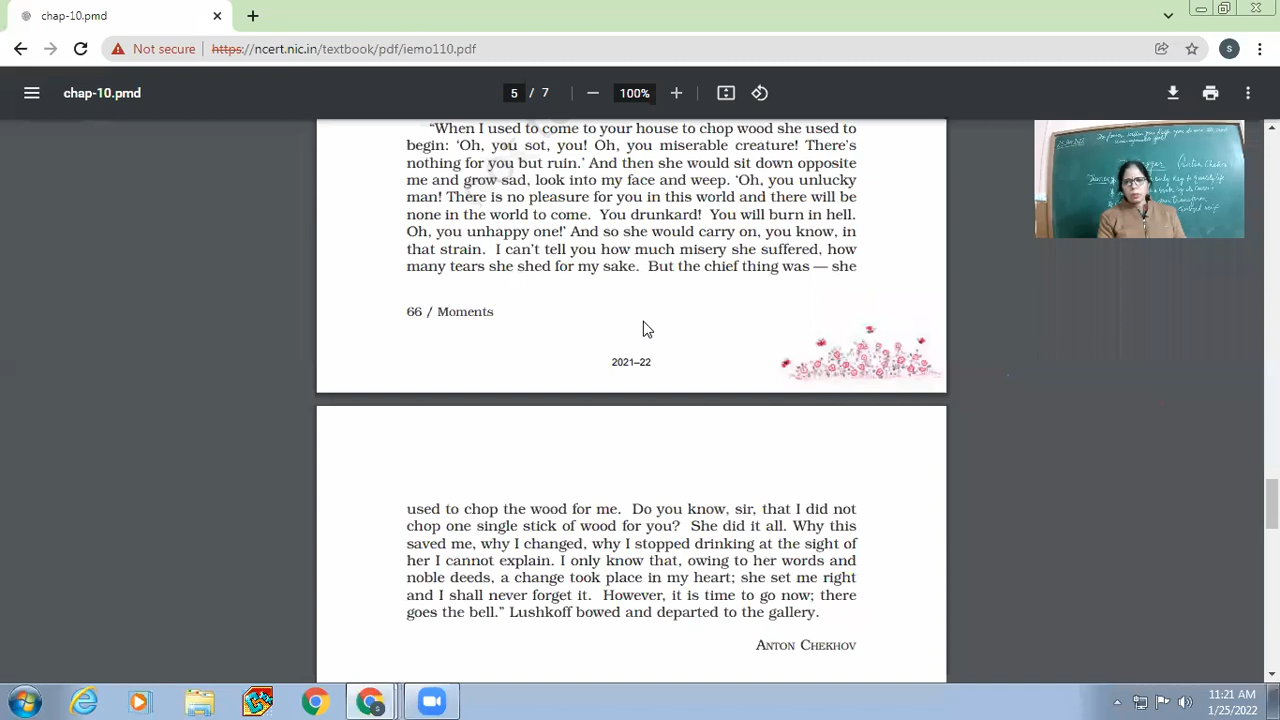 chap-10.pmd
Not secure
https://ncert.nic.in/textbook/pdf/iemo110.pdf
S
chap-10.pmd
5 / 7
100%
“When I used to come to your house to chop wood she used to
begin: ‘Oh, you sot, you! Oh, you miserable creature! There’s
nothing for you but ruin.’ And then she would sit down opposite
me and grow sad, look into my face and weep. ‘Oh, you unlucky
man! There is no pleasure for you in this world and there will be
none in the world to come. You drunkard! You will burn in hell.
Oh, you unhappy one!’ And so she would carry on, you know, in
that strain. I can’t tell you how much misery she suffered, how
many tears she shed for my sake. But the chief thing was — she
66 / Moments
2021–22
used to chop the wood for me. Do you know, sir, that I did not
chop one single stick of wood for you? She did it all. Why this
saved me, why I changed, why I stopped drinking at the sight of
her I cannot explain. I only know that, owing to her words and
noble deeds, a change took place in my heart; she set me right
and I shall never forget it. However, it is time to go now; there
goes the bell.” Lushkoff bowed and departed to the gallery.
ANTON CHEKHOV
11:21 AM
1/25/2022